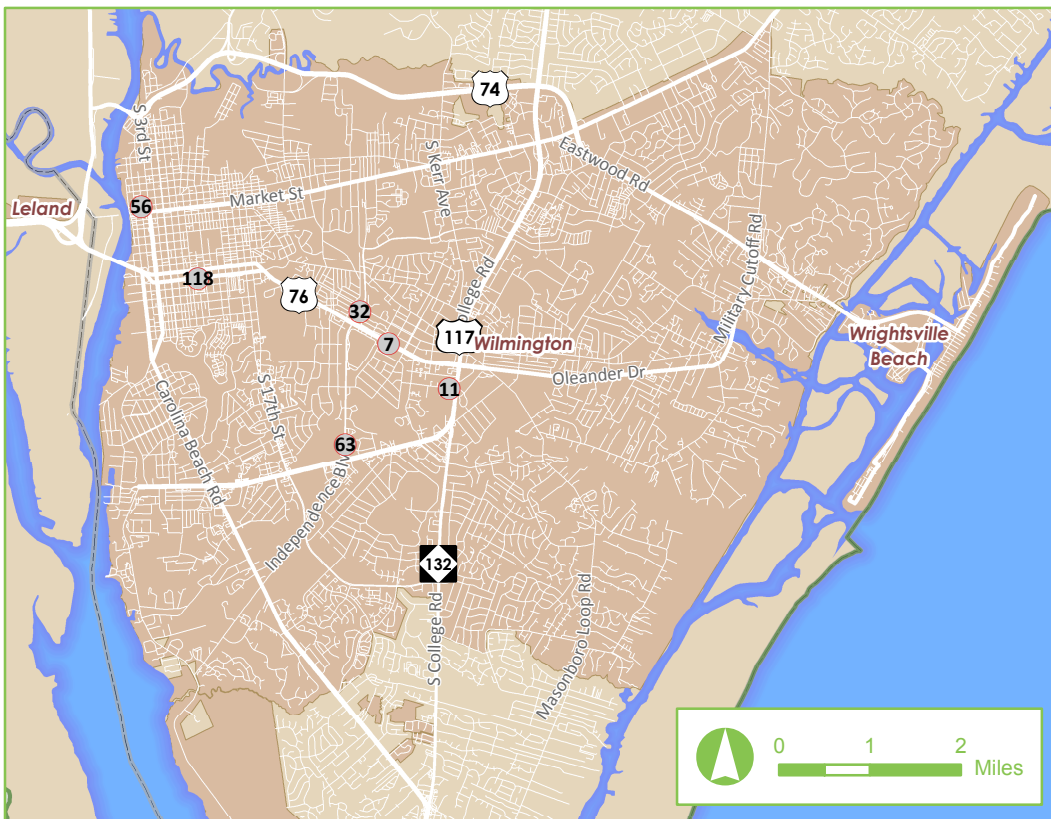 74
S 3rd St
S Kerr Ave
Eastwood Rd
Market St
56
Leland
Military Cutoff Rd
118
76
College Rd
32
117
Wilmington
7
Wrightsville
Beach
Oleander Dr
11
S 17th St
Carolina Beach Rd
63
Independence Blv
132
S College Rd
Masonboro Loop Rd
0 1 2
Miles